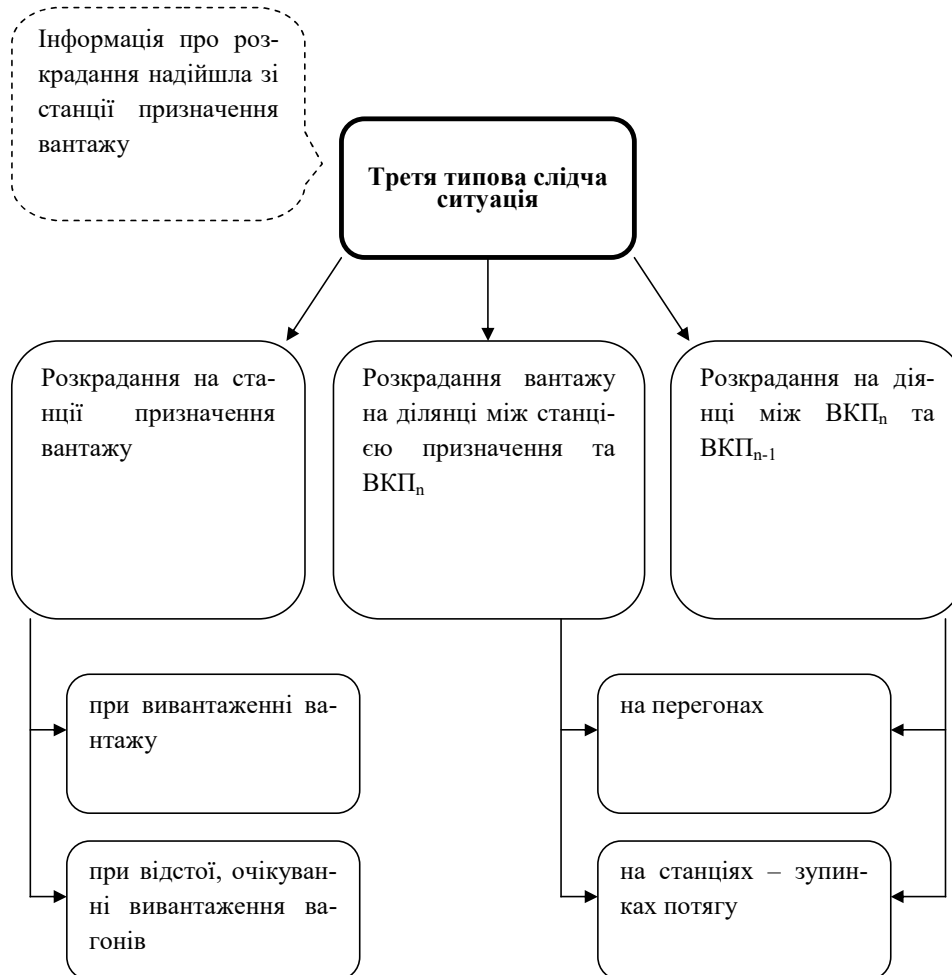 Інформація про роз-
крадання надійшла зі
станції призначення
вантажу
Третя типова слідча
ситуація
Розкрадання на ста-
нції призначення
вантажу
Розкрадання вантажу
на ділянці між станці-
єю призначення та
ВКПn
Розкрадання на діля-
нці між ВКПn та
ВКПn-1
при вивантаженні ва-
нтажу
при відстої, очікуван-
ні вивантаження ва-
гонів
на перегонах
на станціях – зупин-
ках потягу